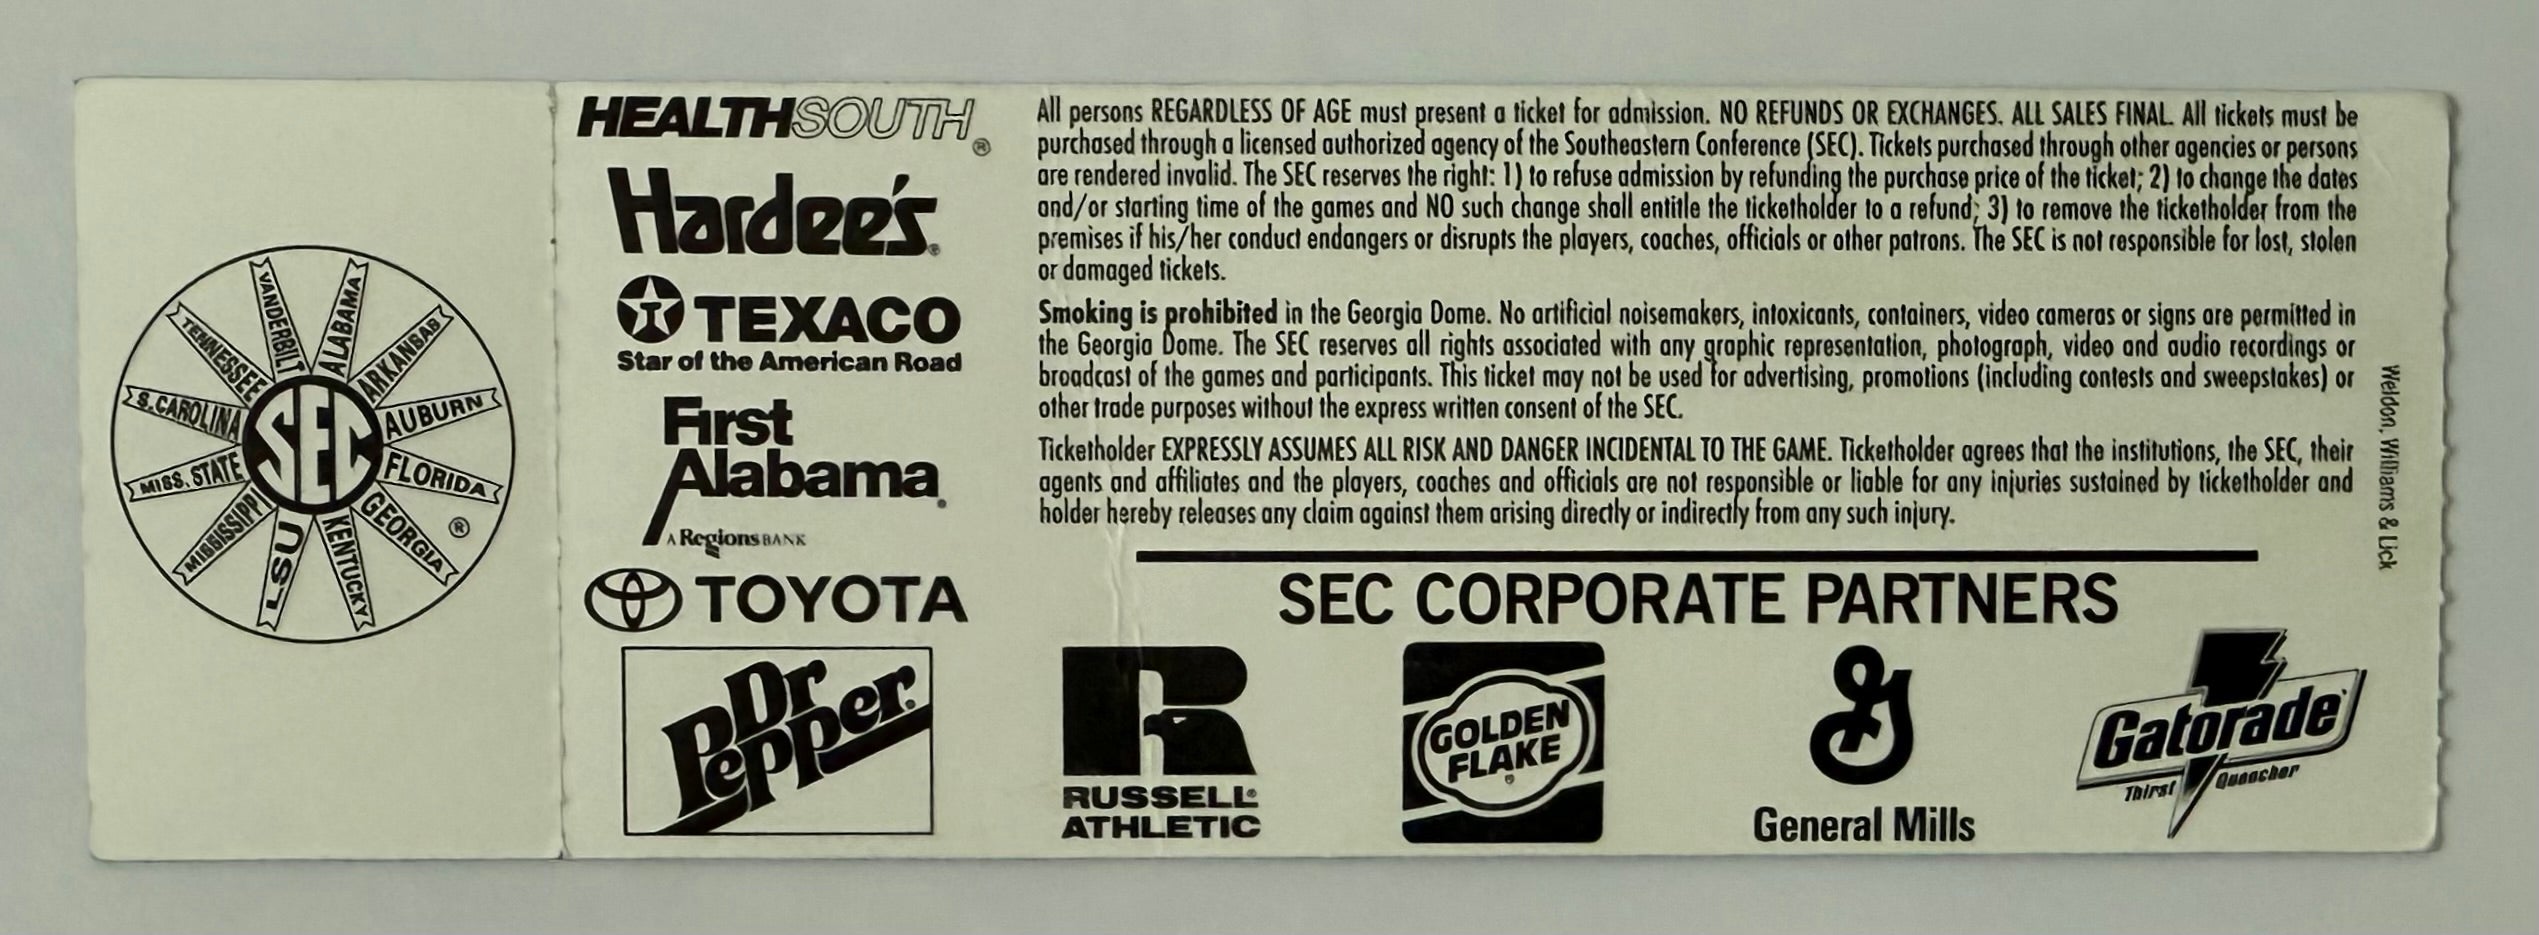 VANDERBILT
ALABAMA
ARKANSAS
AUBURN
FLORIDA
GEORGIA
®
KENTUCKY
LSU
MISSISSIPPI
MISS. STATE
S. CAROLINA
TENNESSEE
SEC
HEALTHSOUTH®
Hardee's®
TEXACO
Star of the American Road
First
Alabama
A Regions BANK
TOYOTA
Dr
Pepper
All persons REGARDLESS OF AGE must present a ticket for admission. NO REFUNDS OR EXCHANGES. ALL SALES FINAL. All tickets must be
purchased through a licensed authorized agency of the Southeastern Conference (SEC). Tickets purchased through other agencies or persons
are rendered invalid. The SEC reserves the right: 1) to refuse admission by refunding the purchase price of the ticket; 2) to change the dates
and/or starting time of the games and NO such change shall entitle the ticketholder to a refund; 3) to remove the ticketholder from the
premises if his/her conduct endangers or disrupts the players, coaches, officials or other patrons. The SEC is not responsible for lost, stolen
or damaged tickets.
Smoking is prohibited in the Georgia Dome. No artificial noisemakers, intoxicants, containers, video cameras or signs are permitted in
the Georgia Dome. The SEC reserves all rights associated with any graphic representation, photograph, video and audio recordings or
broadcast of the games and participants. This ticket may not be used for advertising, promotions (including contests and sweepstakes) or
other trade purposes without the express written consent of the SEC.
Ticketholder EXPRESSLY ASSUMES ALL RISK AND DANGER INCIDENTAL TO THE GAME. Ticketholder agrees that the institutions, the SEC, their
agents and affiliates and the players, coaches and officials are not responsible or liable for any injuries sustained by ticketholder and
holder hereby releases any claim against them arising directly or indirectly from any such injury.
SEC CORPORATE PARTNERS
RUSSELL®
ATHLETIC
GOLDEN
FLAKE®
G
General Mills
Gatorade
Thirst Quencher
Weldon, Williams & Lick